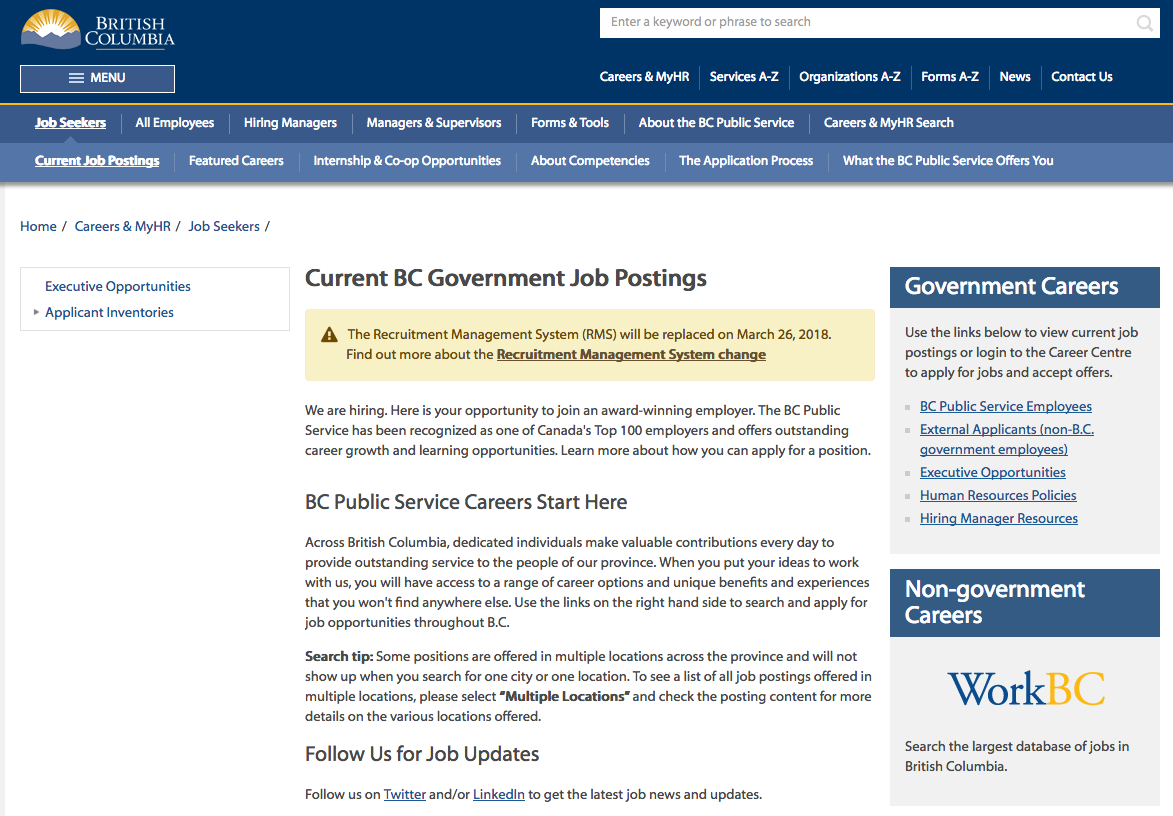 BRITISH
COLUMBIA
Enter a keyword or phrase to search
MENU
Careers & MyHR
Services A-Z
Organizations A-Z
Forms A-Z
News
Contact Us
Job Seekers
All Employees
Hiring Managers
Managers & Supervisors
Forms & Tools
About the BC Public Service
Careers & MyHR Search
Current Job Postings
Featured Careers
Internship & Co-op Opportunities
About Competencies
The Application Process
What the BC Public Service Offers You
Home / Careers & MyHR / Job Seekers /
Executive Opportunities
Applicant Inventories
Current BC Government Job Postings
The Recruitment Management System (RMS) will be replaced on March 26, 2018.
Find out more about the Recruitment Management System change
We are hiring. Here is your opportunity to join an award-winning employer. The BC Public
Service has been recognized as one of Canada's Top 100 employers and offers outstanding
career growth and learning opportunities. Learn more about how you can apply for a position.
BC Public Service Careers Start Here
Across British Columbia, dedicated individuals make valuable contributions every day to
provide outstanding service to the people of our province. When you put your ideas to work
with us, you will have access to a range of career options and unique benefits and experiences
that you won't find anywhere else. Use the links on the right hand side to search and apply for
job opportunities throughout B.C.
Search tip: Some positions are offered in multiple locations across the province and will not
show up when you search for one city or one location. To see a list of all job postings offered in
multiple locations, please select “Multiple Locations” and check the posting content for more
details on the various locations offered.
Follow Us for Job Updates
Follow us on Twitter and/or LinkedIn to get the latest job news and updates.
Government Careers
Use the links below to view current job
postings or login to the Career Centre
to apply for jobs and accept offers.
BC Public Service Employees
External Applicants (non-B.C.
government employees)
Executive Opportunities
Human Resources Policies
Hiring Manager Resources
Non-government
Careers
WorkBC
Search the largest database of jobs in
British Columbia.